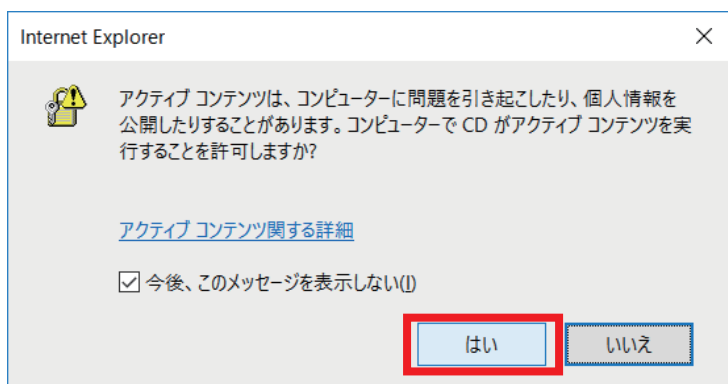 Internet Explorer
アクティブ コンテンツは、コンピューターに問題を引き起こしたり、個人情報を
公開したりすることがあります。コンピューターで CD がアクティブ コンテンツを実
行することを許可しますか?
アクティブ コンテンツ関する詳細
今後、このメッセージを表示しない(I)
はい
いいえ